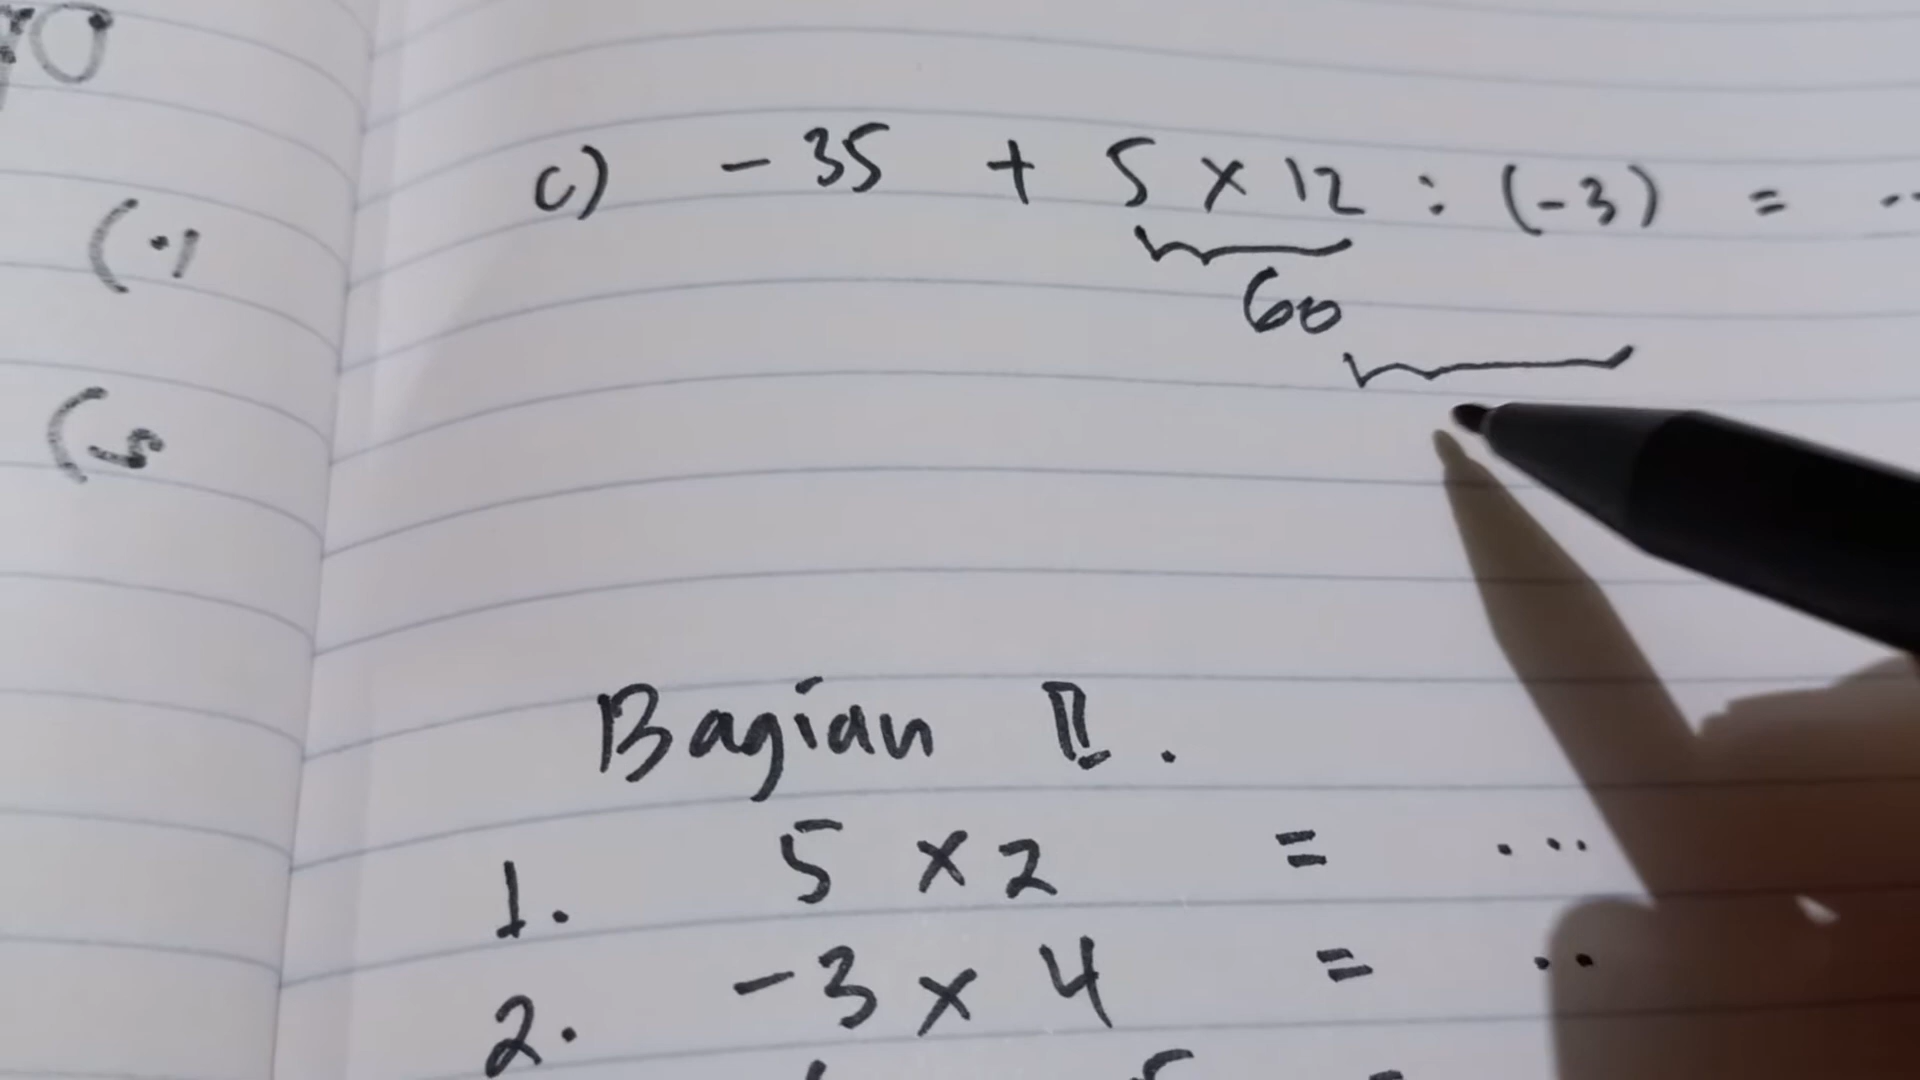 c) -35 + 5 x 12 : (-3) = ..
60
Bagian II.
1. 5 x 2 = ...
2. -3 x 4 = ..